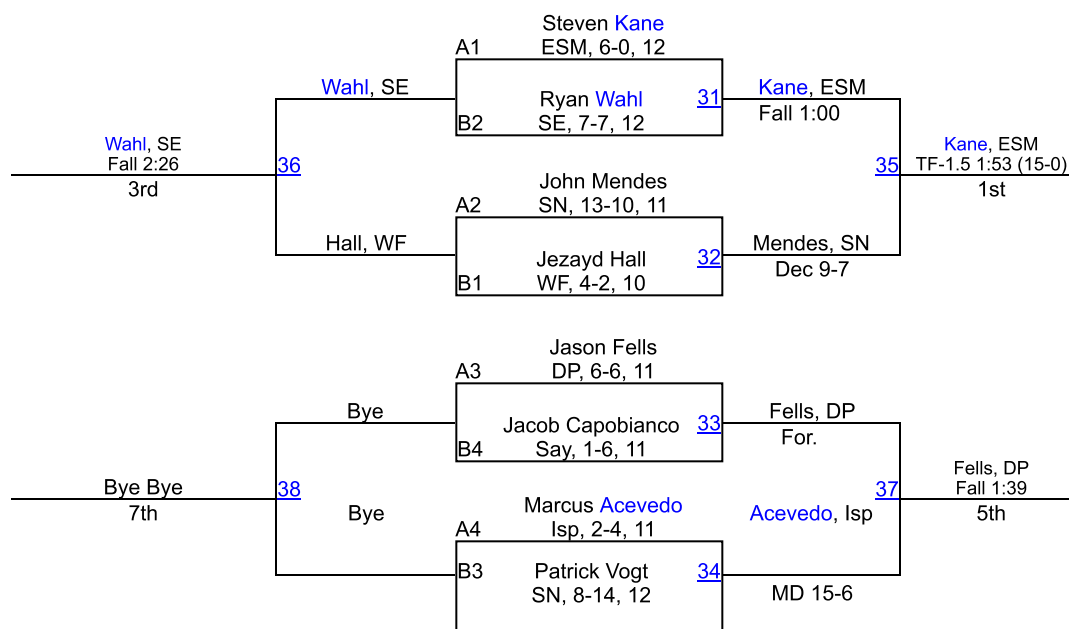 Steven Kane
A1
ESM, 6-0, 12
Wahl, SE
Ryan Wahl
31
Kane, ESM
B2
SE, 7-7, 12
Fall 1:00
Wahl, SE
Fall 2:26
36
3rd
35
Kane, ESM
TF-1.5 1:53 (15-0)
1st
John Mendes
A2
SN, 13-10, 11
Hall, WF
Jezayd Hall
32
Mendes, SN
B1
WF, 4-2, 10
Dec 9-7
Jason Fells
A3
DP, 6-6, 11
Bye
Jacob Capobianco
33
Fells, DP
B4
Say, 1-6, 11
For.
Bye Bye
38
7th
37
Fells, DP
Fall 1:39
5th
Bye
Marcus Acevedo
Acevedo, Isp
A4
Isp, 2-4, 11
B3
Patrick Vogt
34
SN, 8-14, 12
MD 15-6